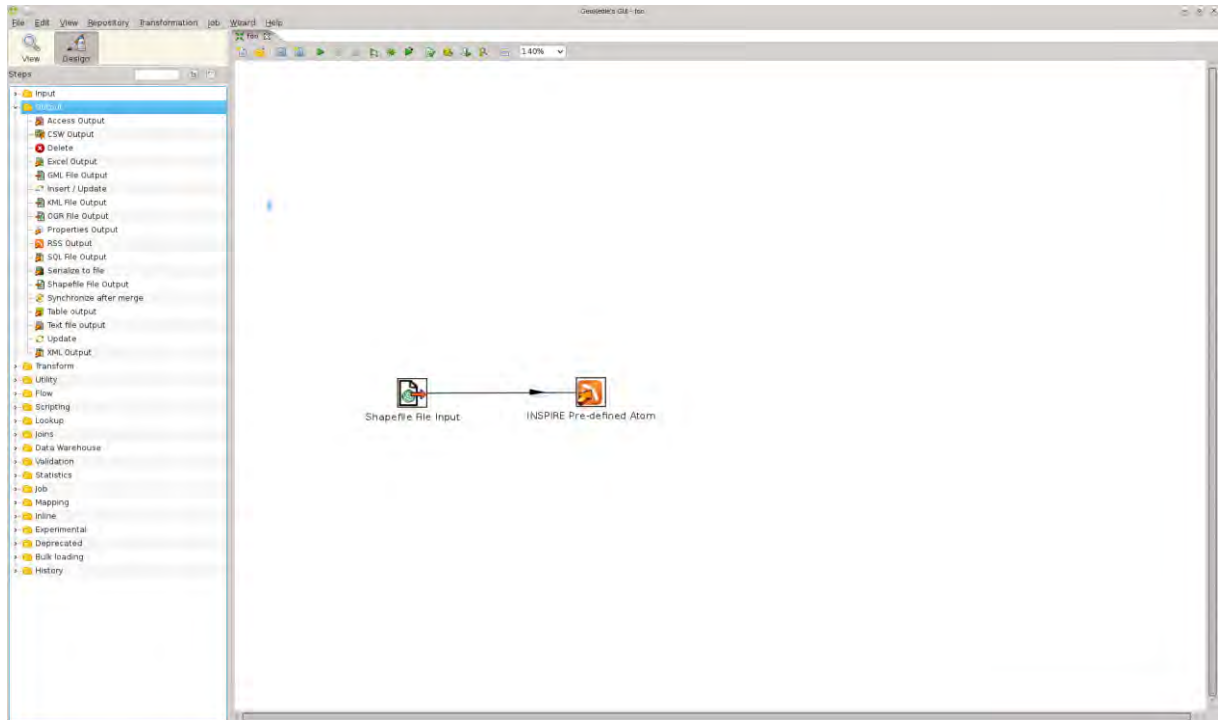 File Edit View Repository Transformation Job Wizard Help
View
Design
140%
Steps
Input
Output
Access Output
CSW Output
Delete
Excel Output
GML File Output
Insert / Update
KML File Output
OGR File Output
Properties Output
RSS Output
SQL File Output
Serialize to file
Shapefile File Output
Synchronize after merge
Table output
Text file output
Update
XML Output
Transform
Utility
Flow
Scripting
Lookup
Joins
Data Warehouse
Validation
Statistics
Job
Mapping
Inline
Experimental
Deprecated
Bulk loading
History
Shapefile File Input
INSPIRE Pre-defined Atom